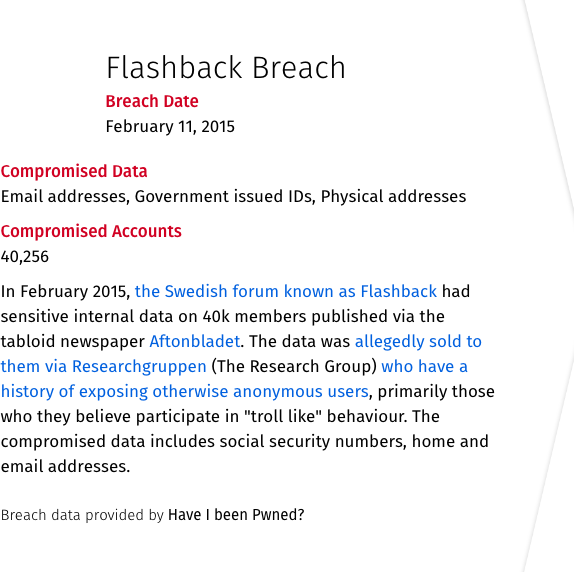 Flashback Breach
Breach Date
February 11, 2015
Compromised Data
Email addresses, Government issued IDs, Physical addresses
Compromised Accounts
40,256
In February 2015, the Swedish forum known as Flashback had
sensitive internal data on 40k members published via the
tabloid newspaper Aftonbladet. The data was allegedly sold to
them via Researchgruppen (The Research Group) who have a
history of exposing otherwise anonymous users, primarily those
who they believe participate in "troll like" behaviour. The
compromised data includes social security numbers, home and
email addresses.
Breach data provided by Have I been Pwned?